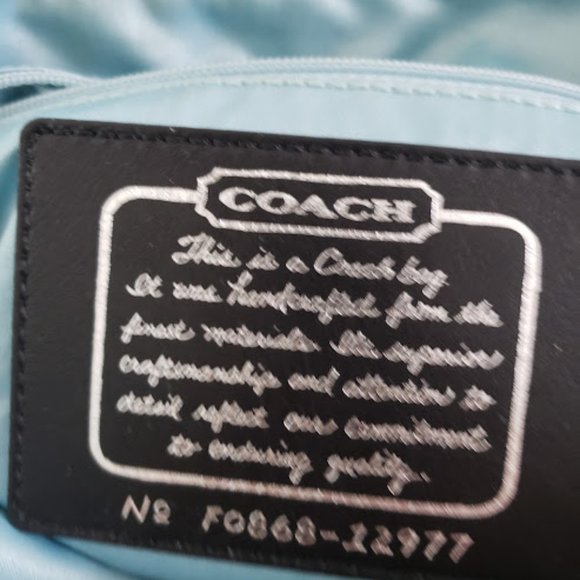 COACH
This is a Coach bag
It was handcrafted from the
finest materials. Its superior
craftsmanship and attention to
detail reflect our commitment
to enduring quality.
Nº F0868-12977